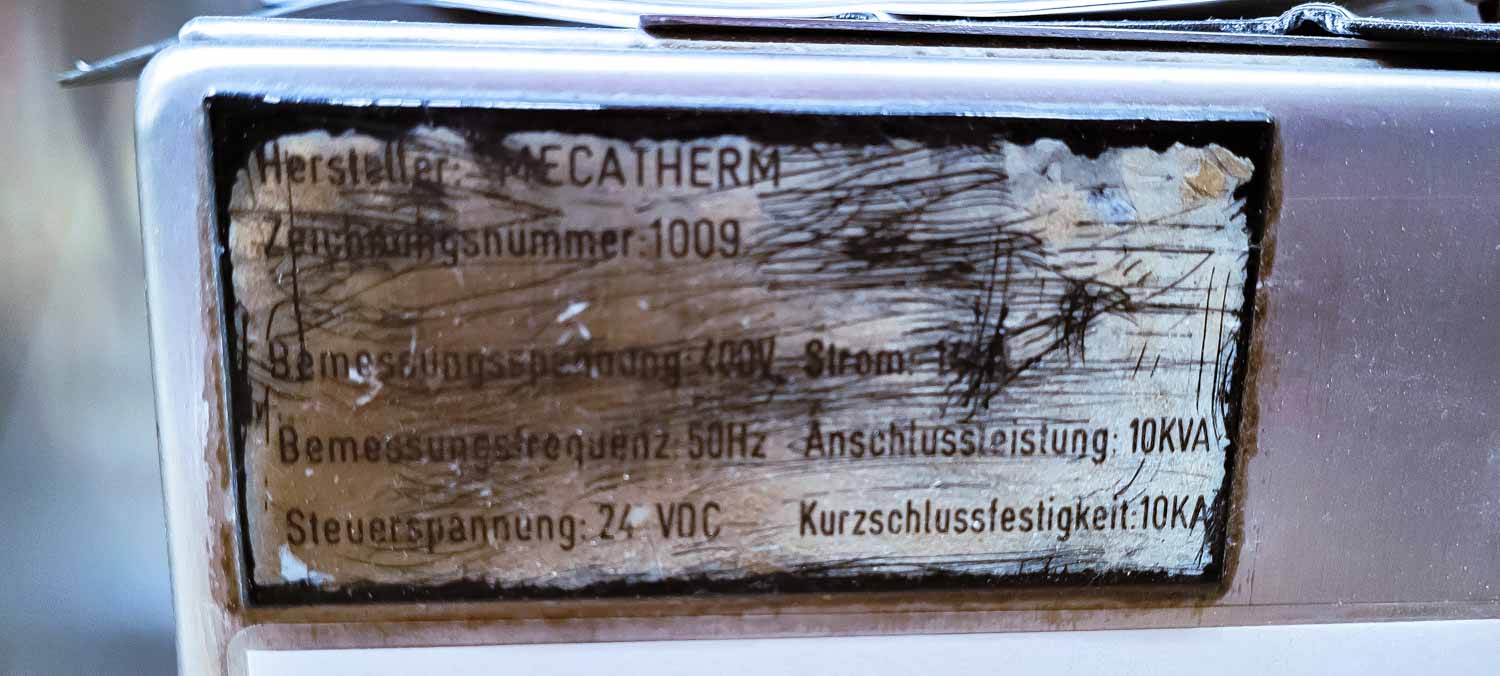 Hersteller: MECATHERM
Zeichnungsnummer:1009
Bemessungsspannung:400V Strom:
Bemessungsfrequenz:50Hz Anschlussleistung: 10KVA
Steuerspannung: 24 VDC Kurzschlussfestigkeit:10KA